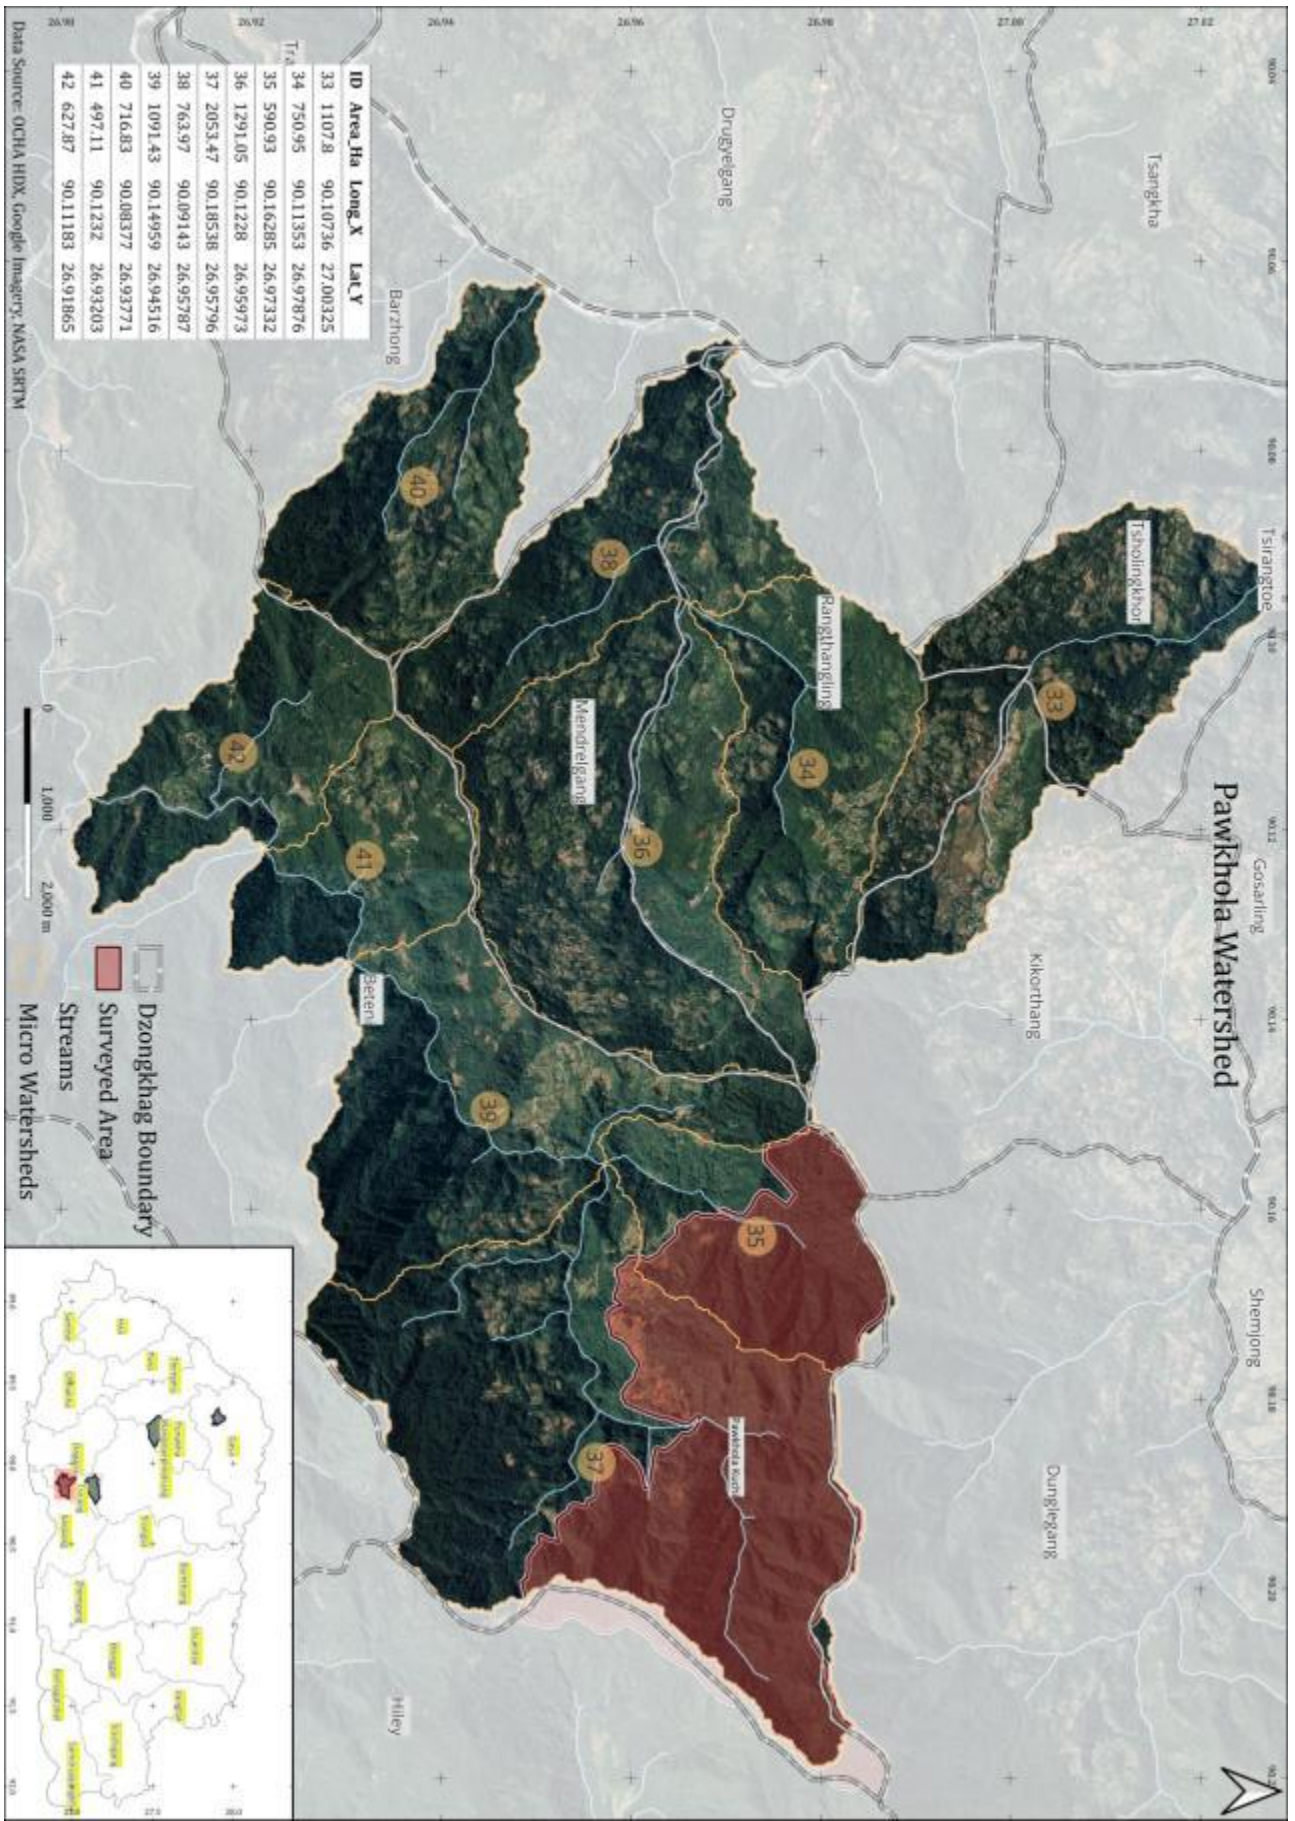 Pawkhola Watershed
90.04
90.06
90.08
90.10
90.12
90.14
90.16
90.18
90.20
27.02
27.00
26.98
26.96
26.94
26.92
Tsirangtoe
Gosarling
Shemjong
Tsangkha
Tsholingkhor
Kikorthang
Dunglegang
Drugyelgang
Rangthangling
Mendrelgang
Pawkhola Kuch
Barzhong
Beteni
Hiley
33
34
35
36
37
38
39
40
41
42
ID Area_Ha Long_X Lat_Y
33 1107.8 90.10736 27.00325
34 750.95 90.11353 26.97876
35 590.93 90.16285 26.97332
36 1291.05 90.1228 26.95973
37 2053.47 90.18538 26.95796
38 763.97 90.09143 26.95787
39 1091.43 90.14959 26.94516
40 716.83 90.08377 26.93771
41 497.11 90.1232 26.93203
42 627.87 90.11183 26.91865
0 1,000 2,000 m
Dzongkhag Boundary
Surveyed Area
Streams
Micro Watersheds
Data Source: OCHA HDX, Google Imagery, NASA SRTM